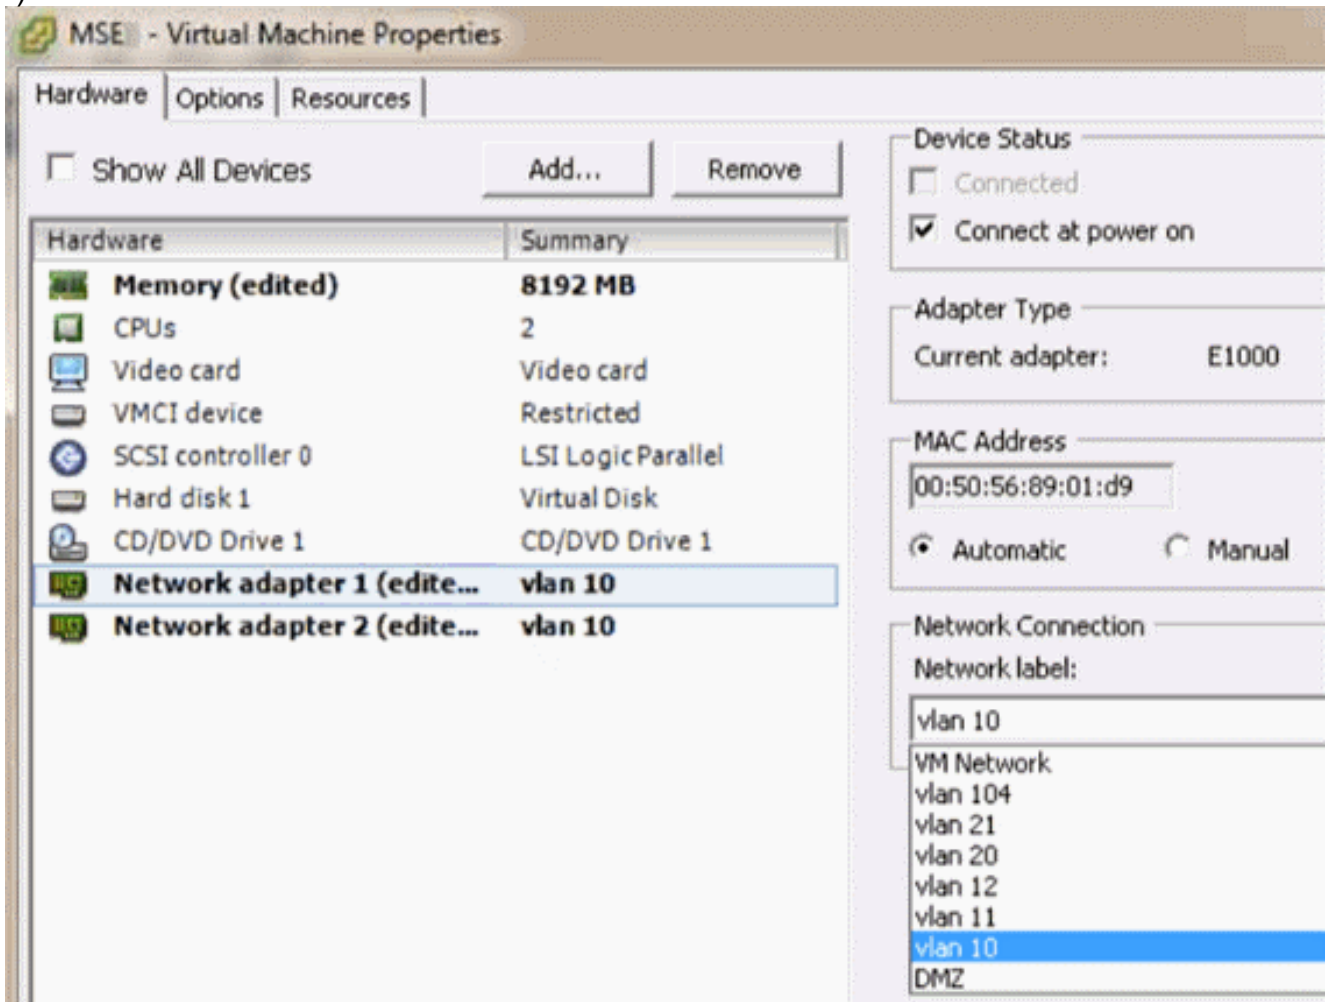 MSE - Virtual Machine Properties
Hardware Options Resources
Show All Devices Add... Remove
Hardware Summary
Memory (edited) 8192 MB
CPUs 2
Video card Video card
VMCI device Restricted
SCSI controller 0 LSI Logic Parallel
Hard disk 1 Virtual Disk
CD/DVD Drive 1 CD/DVD Drive 1
Network adapter 1 (edite... vlan 10
Network adapter 2 (edite... vlan 10
Device Status
Connected
Connect at power on
Adapter Type
Current adapter: E1000
MAC Address
00:50:56:89:01:d9
Automatic Manual
Network Connection
Network label:
vlan 10
VM Network
vlan 104
vlan 21
vlan 20
vlan 12
vlan 11
vlan 10
DMZ